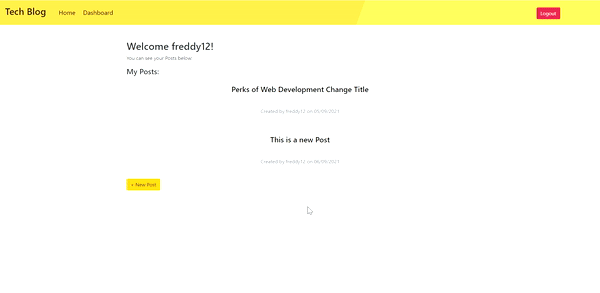 Tech Blog Home Dashboard Logout
Welcome freddy12!
You can see your Posts below:
My Posts:
Perks of Web Development Change Title
Created by freddy12 on 05/09/2021
This is a new Post
Created by freddy12 on 06/09/2021
+ New Post